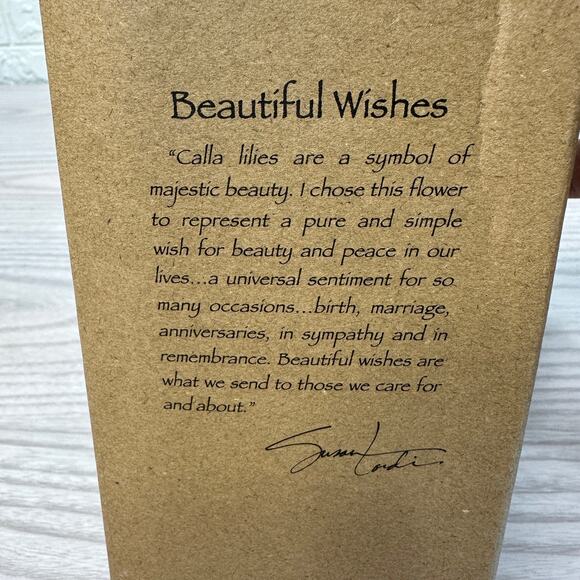 Beautiful Wishes
“Calla lilies are a symbol of
majestic beauty. I chose this flower
to represent a pure and simple
wish for beauty and peace in our
lives...a universal sentiment for so
many occasions...birth, marriage,
anniversaries, in sympathy and in
remembrance. Beautiful wishes are
what we send to those we care for
and about.”
Susan Lordi